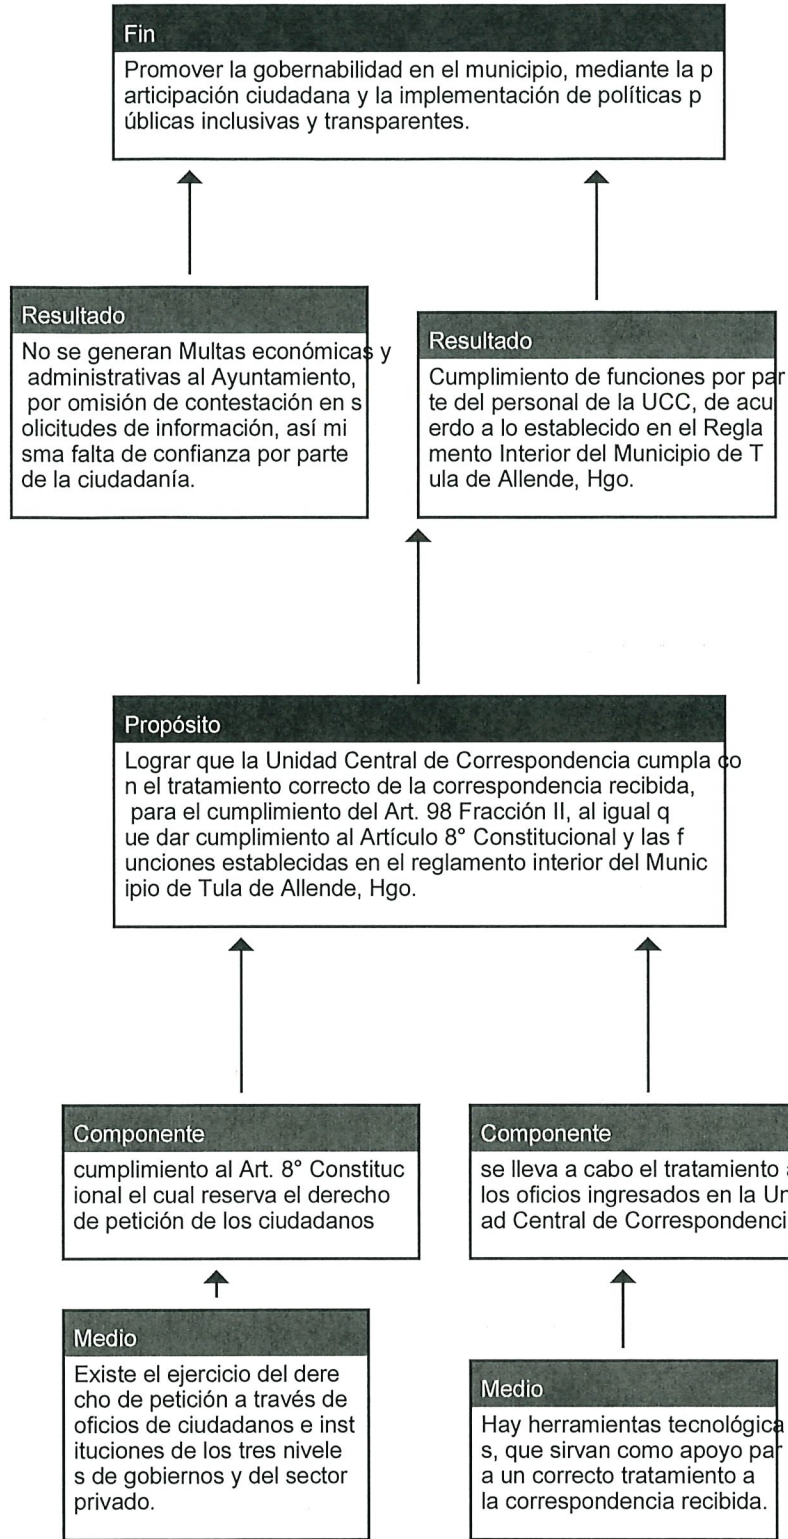 Fin
Promover la gobernabilidad en el municipio, mediante la p
articipación ciudadana y la implementación de políticas p
úblicas inclusivas y transparentes.
Resultado
No se generan Multas económicas y
administrativas al Ayuntamiento,
por omisión de contestación en s
olicitudes de información, así mi
sma falta de confianza por parte
de la ciudadanía.
Resultado
Cumplimiento de funciones por par
te del personal de la UCC, de acu
erdo a lo establecido en el Regla
mento Interior del Municipio de T
ula de Allende, Hgo.
Propósito
Lograr que la Unidad Central de Correspondencia cumpla co
n el tratamiento correcto de la correspondencia recibida,
para el cumplimiento del Art. 98 Fracción II, al igual q
ue dar cumplimiento al Artículo 8° Constitucional y las f
unciones establecidas en el reglamento interior del Munic
ipio de Tula de Allende, Hgo.
Componente
cumplimiento al Art. 8° Constituc
ional el cual reserva el derecho
de petición de los ciudadanos
Componente
se lleva a cabo el tratamiento
los oficios ingresados en la
ad Central de
Medio
Existe el ejercicio del dere
cho de petición a través de
oficios de ciudadanos e inst
ituciones de los tres nivele
s de gobiernos y del sector
privado.
Medio
Hay herramientas tecnológica
s, que sirvan como apoyo par
a un correcto tratamiento a
la correspondencia recibida.